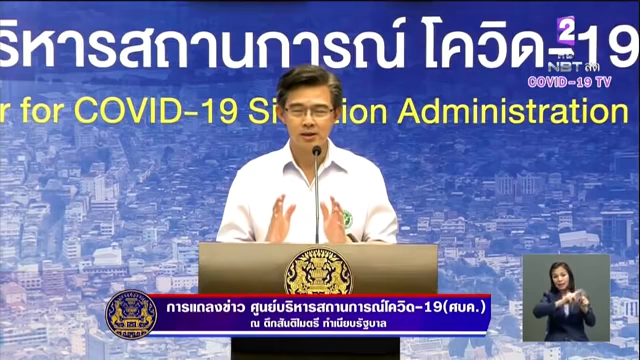 2
NBT
COVID-19 TV
ริหารสถานการณ์ โควิด-19
r for COVID-19 Si tion Administration
การแถลงข่าว ศูนย์บริหารสถานการณ์โควิด-19(ศบค.)
ณ ตึกสันติไมตรี ทำเนียบรัฐบาล